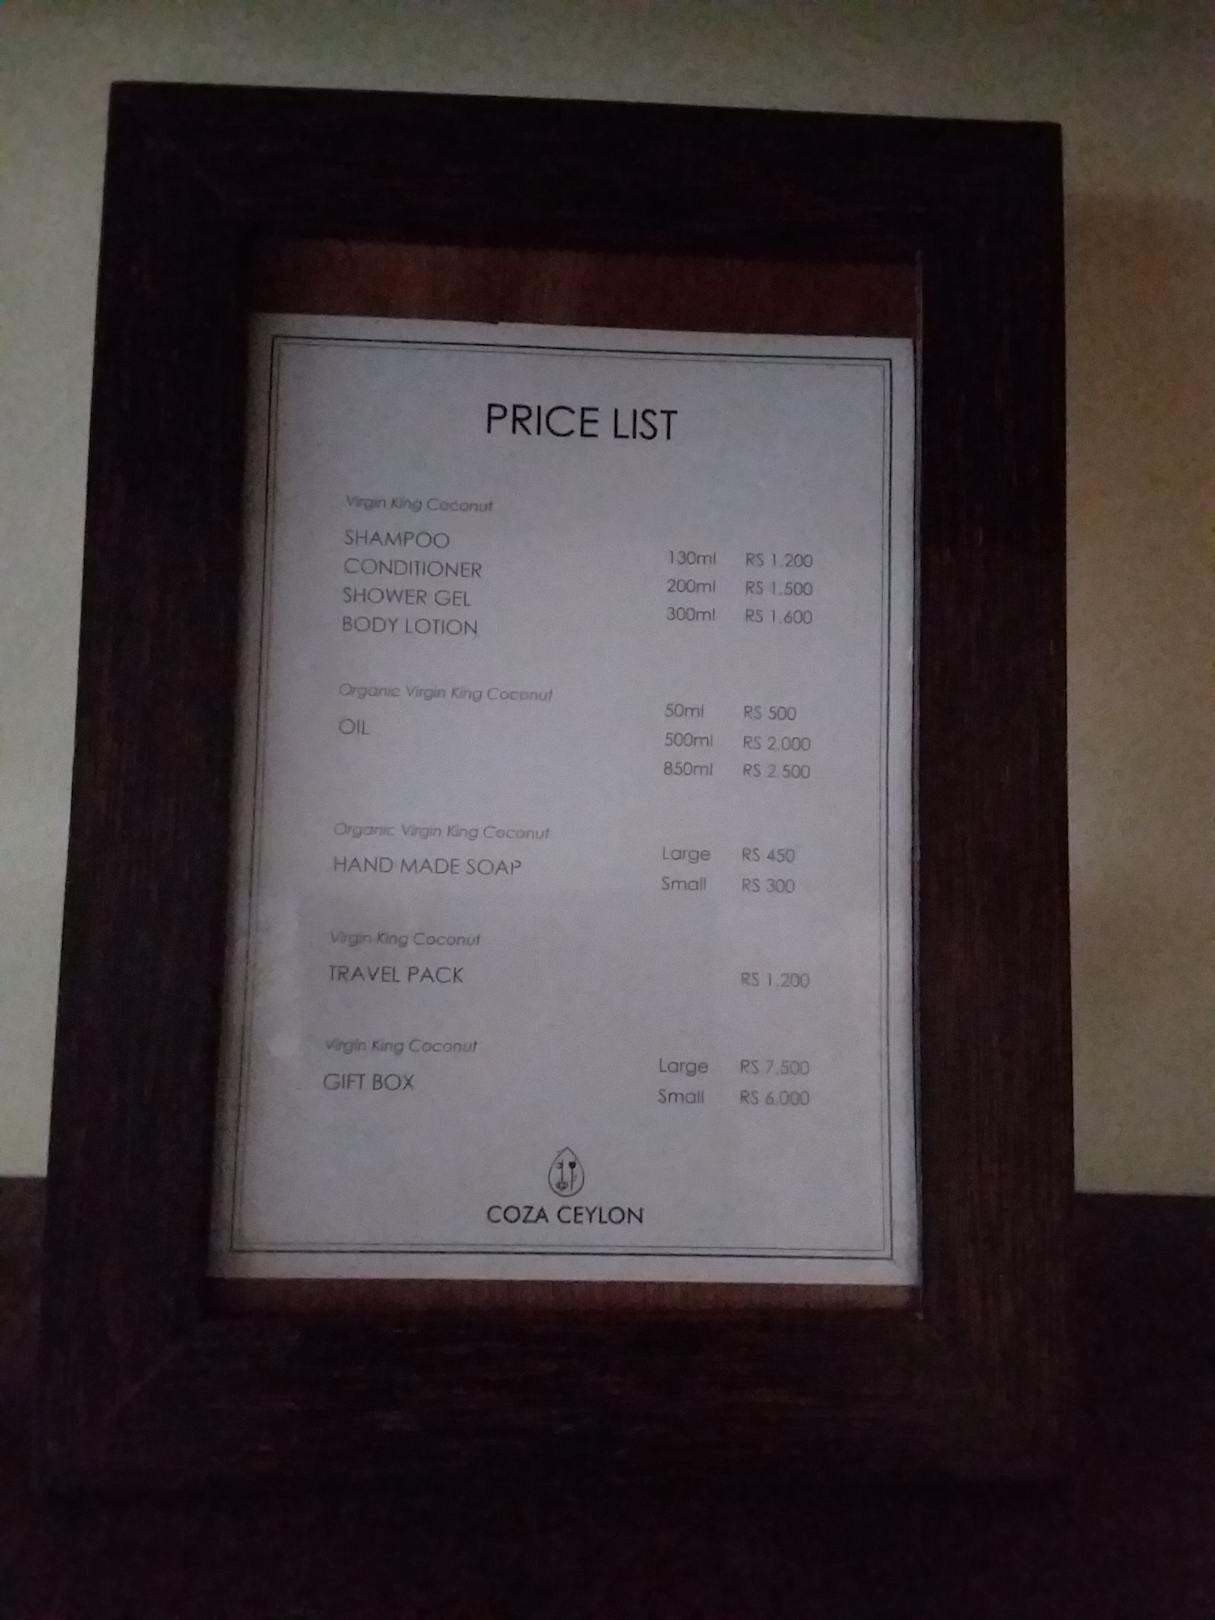 PRICE LIST
Virgin King Coconut
SHAMPOO
CONDITIONER
SHOWER GEL
BODY LOTION
130ml RS 1.200
200ml RS 1.500
300ml RS 1.600
Organic Virgin King Coconut
OIL
50ml RS 500
500ml RS 2.000
850ml RS 2.500
Organic Virgin King Coconut
HAND MADE SOAP
Large RS 450
Small RS 300
Virgin King Coconut
TRAVEL PACK RS 1.200
Virgin King Coconut
GIFT BOX
Large RS 7.500
Small RS 6.000
COZA CEYLON